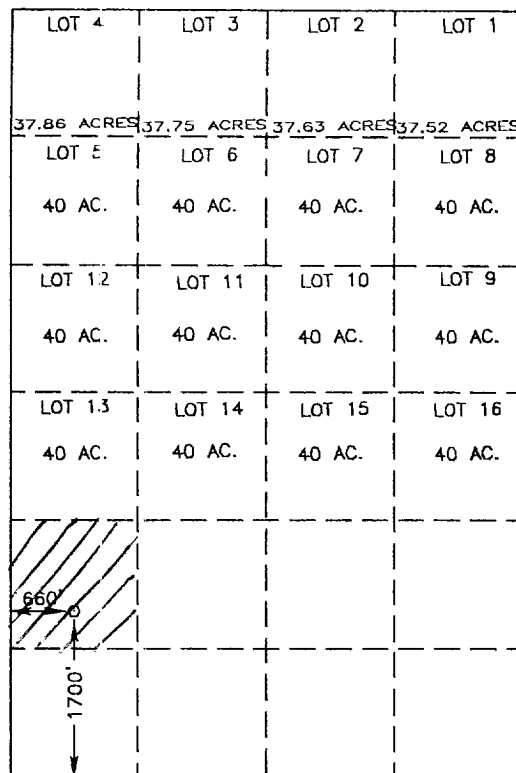 LOT 4 LOT 3 LOT 2 LOT 1
37.86 ACRES 37.75 ACRES 37.63 ACRES 37.52 ACRES
LOT 5 LOT 6 LOT 7 LOT 8
40 AC. 40 AC. 40 AC. 40 AC.
LOT 12 LOT 11 LOT 10 LOT 9
40 AC. 40 AC. 40 AC. 40 AC.
LOT 13 LOT 14 LOT 15 LOT 16
40 AC. 40 AC. 40 AC. 40 AC.
660'
1700'